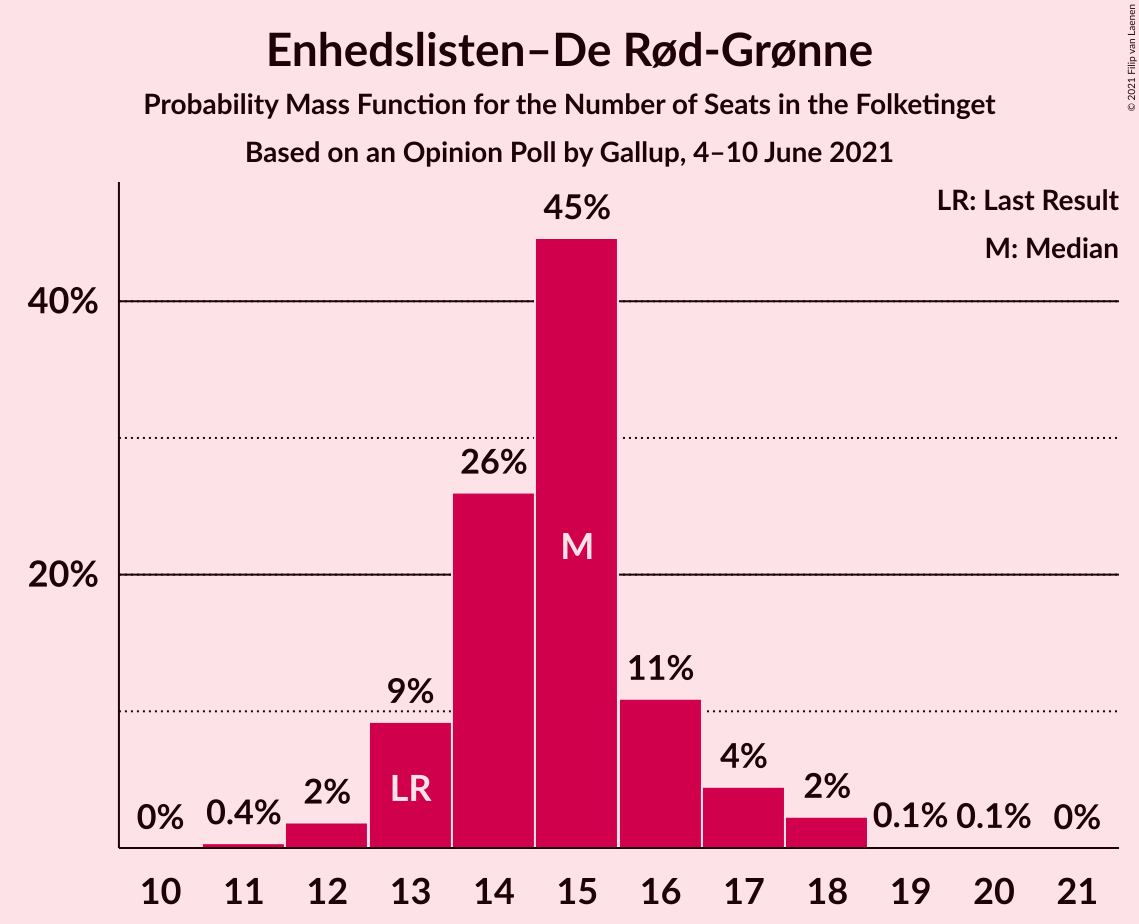 Enhedslisten–De Rød-Grønne
Probability Mass Function for the Number of Seats in the Folketinget
Based on an Opinion Poll by Gallup, 4–10 June 2021
© 2021 Filip van Laenen
LR: Last Result
M: Median
40%
20%
0%
0.4%
2%
9%
26%
45%
11%
4%
2%
0.1%
0.1%
0%
LR
M
10 11 12 13 14 15 16 17 18 19 20 21